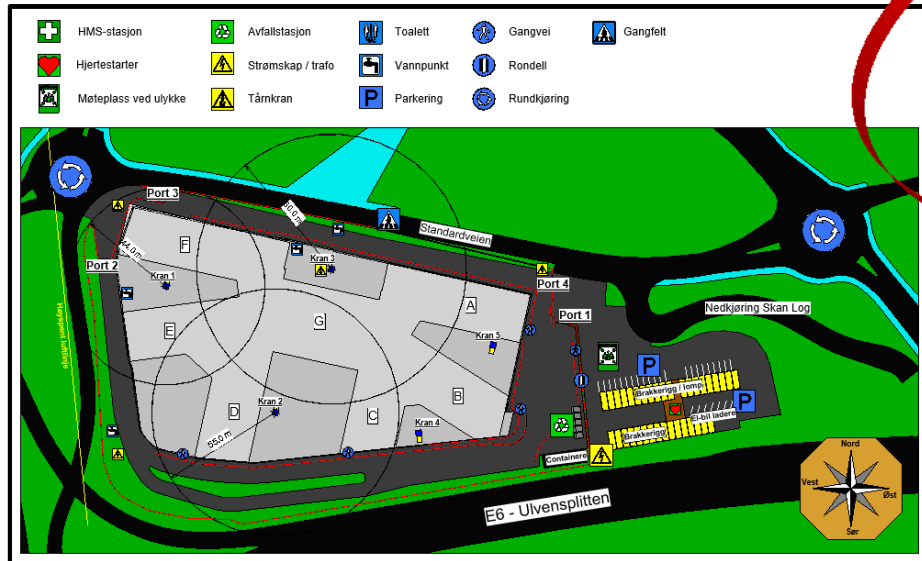 HMS-stasjon
Avfallstasjon
Toalett
Gangvei
Gangfelt
Hjertestarter
Strømskap / trafo
Vannpunkt
Rondell
Møteplass ved ulykke
Tårnkran
P
Parkering
Rundkjøring
Port 3
50.0 m
Standardveien
44.0m
F
Port 2
Kran 1
Kran 3
Port 4
A
Port 1
Nedkjøring Skan Log
G
E
Kran 5
Høyspent luftlinje
P
Brakkerigg / lomp
B
P
D
Kran 2
C
El-bil ladere
Kran 4
Brakkerigg
55.0 m
Containere
E6 - Ulvensplitten
Nord
Vest
Øst
Sør